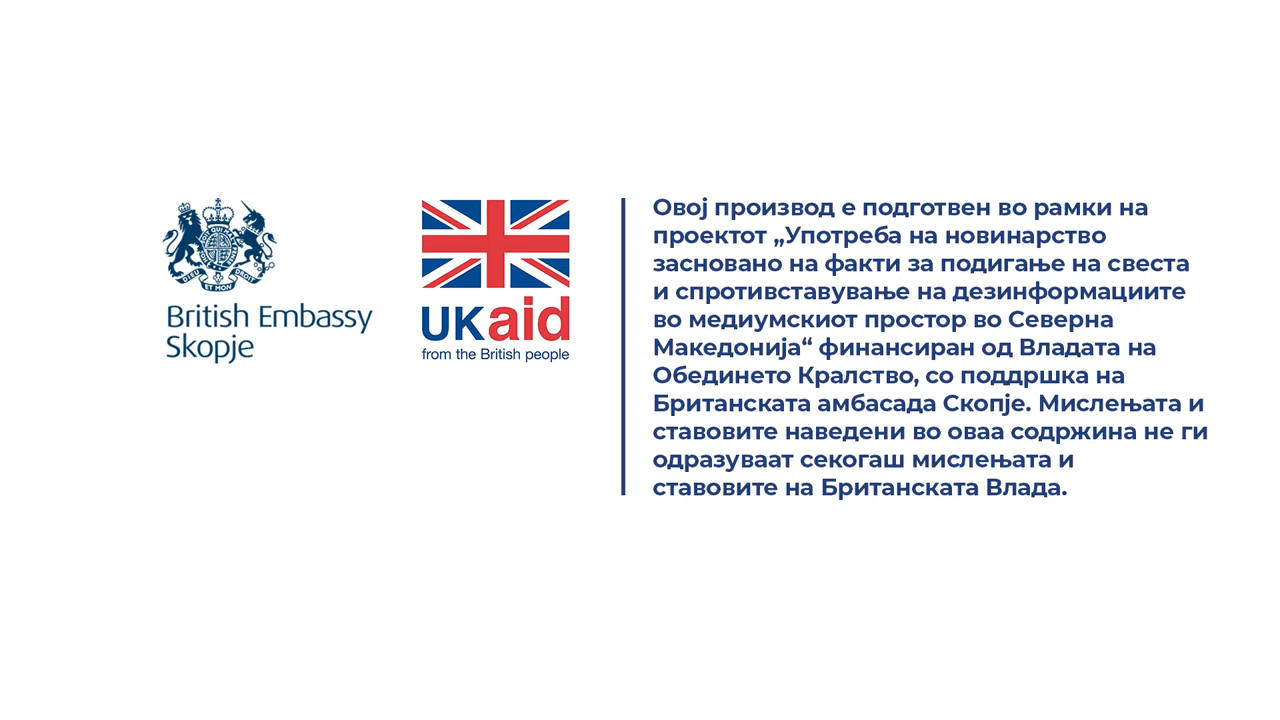 British Embassy
Skopje
UKaid
from the British people
Овој производ е подготвен во рамки на
проектот „Употреба на новинарство
засновано на факти за подигање на свеста
и спротивставување на дезинформациите
во медиумскиот простор во Северна
Македонија“ финансиран од Владата на
Обединето Кралство, со поддршка на
Британската амбасада Скопје. Мислењата и
ставовите наведени во оваа содржина не ги
одразуваат секогаш мислењата и
ставовите на Британската Влада.